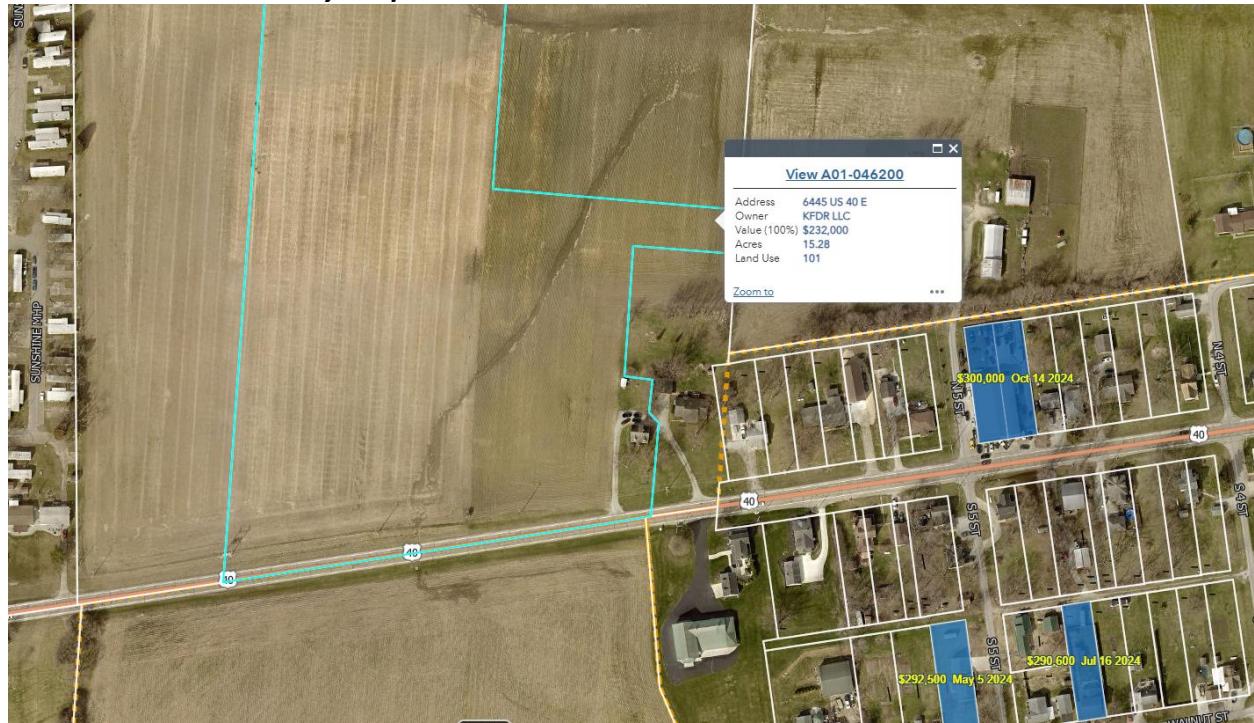 SUNSHINE MHP
View A01-046200
Address 6445 US 40 E
Owner KFDR LLC
Value (100%) $232,000
Acres 15.28
Land Use 101
Zoom to
N 5 ST
N 4 ST
$300,000 Oct 14 2024
40
40
40
40
S 5 ST
S 4 ST
S 5 ST
$290,600 Jul 16 2024
$292,500 May 5 2024
WALNUT ST